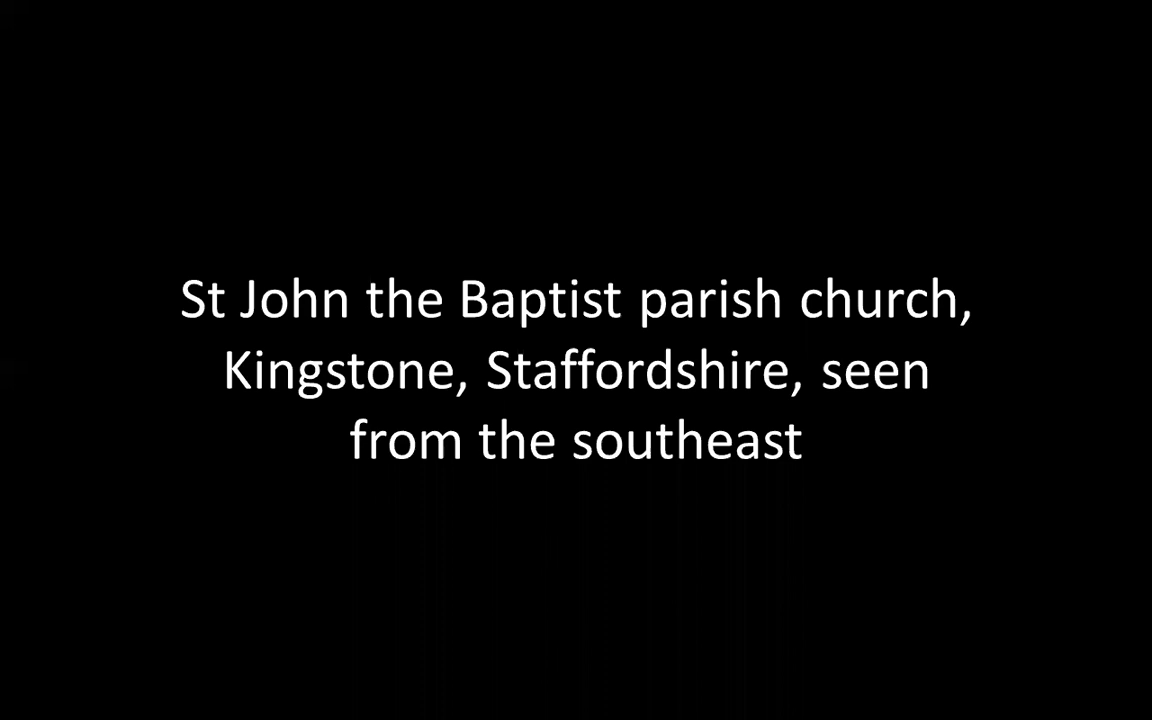 St John the Baptist parish church,
Kingstone, Staffordshire, seen
from the southeast